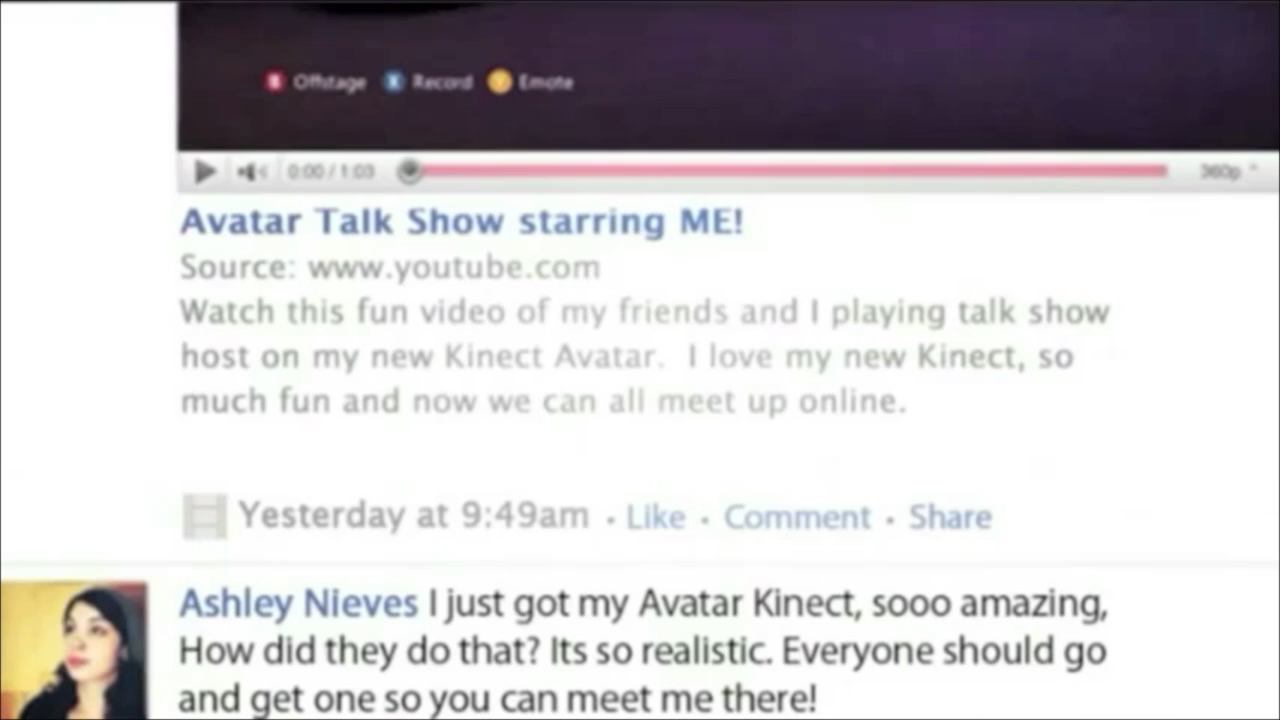 B Offstage X Record Y Emote
0:00 / 1:03 360p
Avatar Talk Show starring ME!
Source: www.youtube.com
Watch this fun video of my friends and I playing talk show
host on my new Kinect Avatar. I love my new Kinect, so
much fun and now we can all meet up online.
Yesterday at 9:49am · Like · Comment · Share
Ashley Nieves I just got my Avatar Kinect, sooo amazing,
How did they do that? Its so realistic. Everyone should go
and get one so you can meet me there!